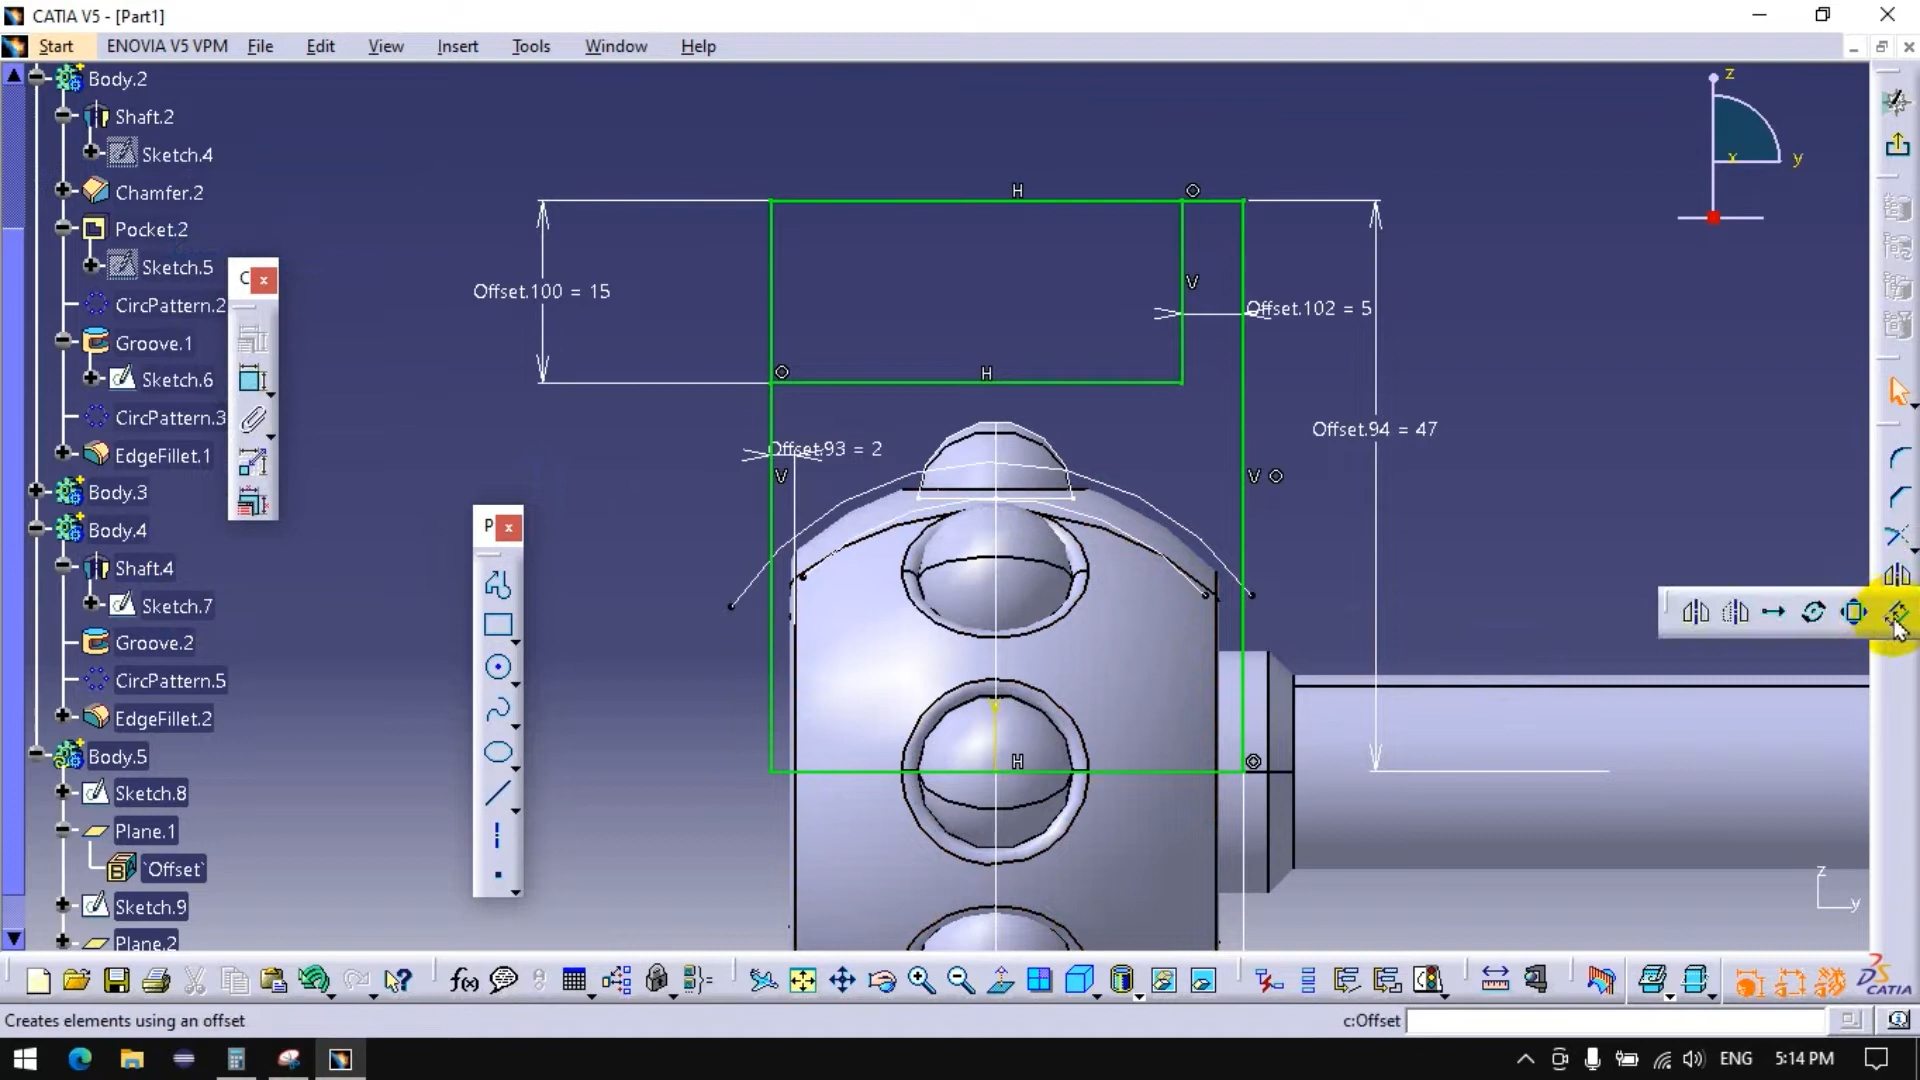 CATIA V5 - [Part1]
Start
ENOVIA V5 VPM
File
Edit
View
Insert
Tools
Window
Help
Body.2
Shaft.2
Sketch.4
Chamfer.2
Pocket.2
Sketch.5
CircPattern.2
Groove.1
Sketch.6
CircPattern.3
EdgeFillet.1
Body.3
Body.4
Shaft.4
Sketch.7
Groove.2
CircPattern.5
EdgeFillet.2
Body.5
Sketch.8
Plane.1
`Offset`
Sketch.9
Plane.2
C
P
z
x
y
H
V
Offset.100 = 15
Offset.102 = 5
H
Offset.94 = 47
Offset.93 = 2
V
V
H
z
y
f(x)
CATIA
Creates elements using an offset
c:Offset
ENG
5:14 PM